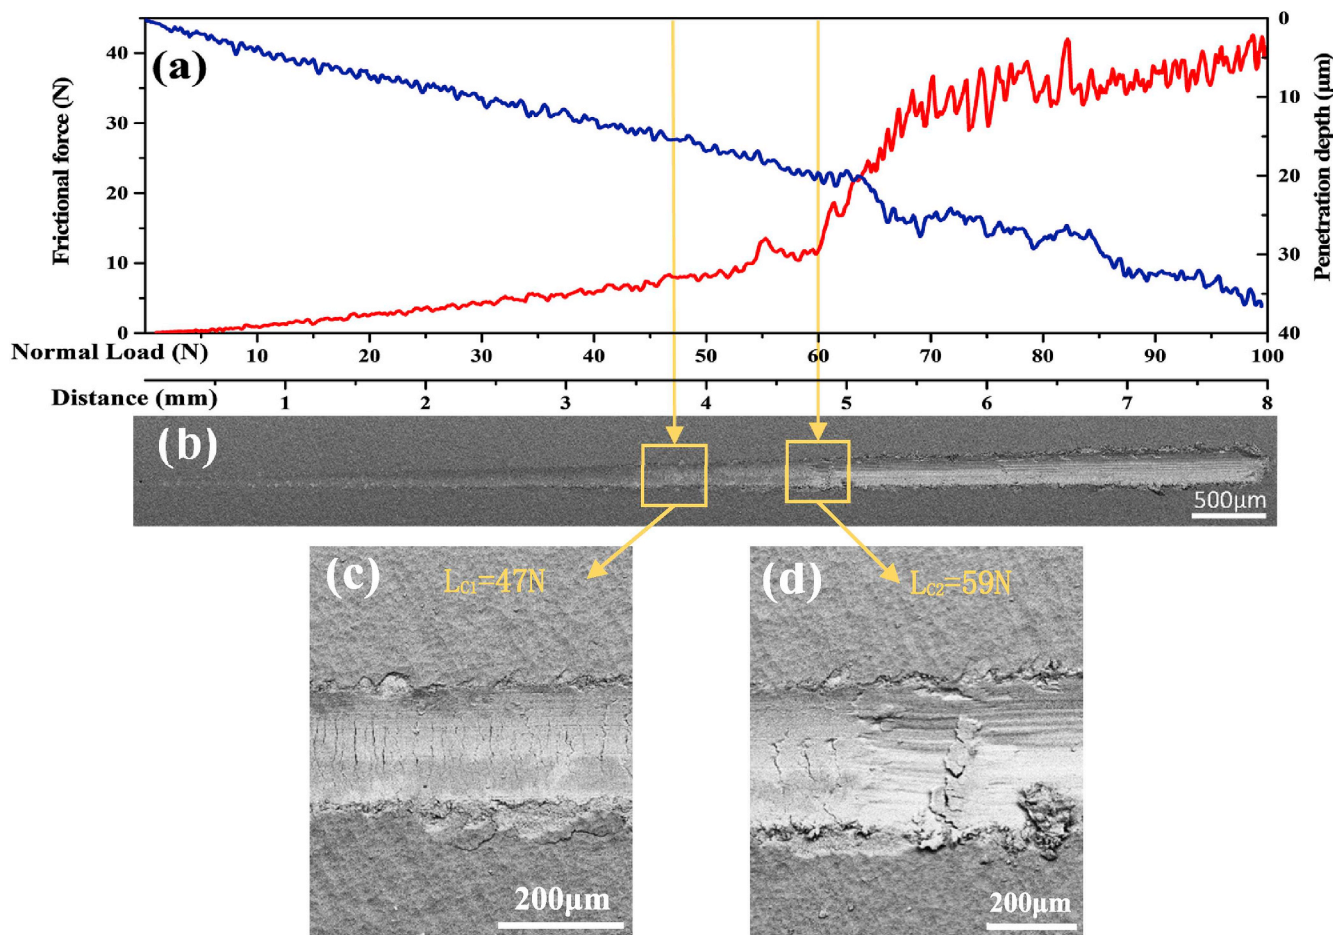 (a)
Frictional force (N)
40
30
20
10
0
Penetration depth (μm)
0
10
20
30
40
Normal Load (N) 10 20 30 40 50 60 70 80 90 100
Distance (mm) 1 2 3 4 5 6 7 8
(b)
500μm
(c)
LC1=47N
200μm
(d)
LC2=59N
200μm